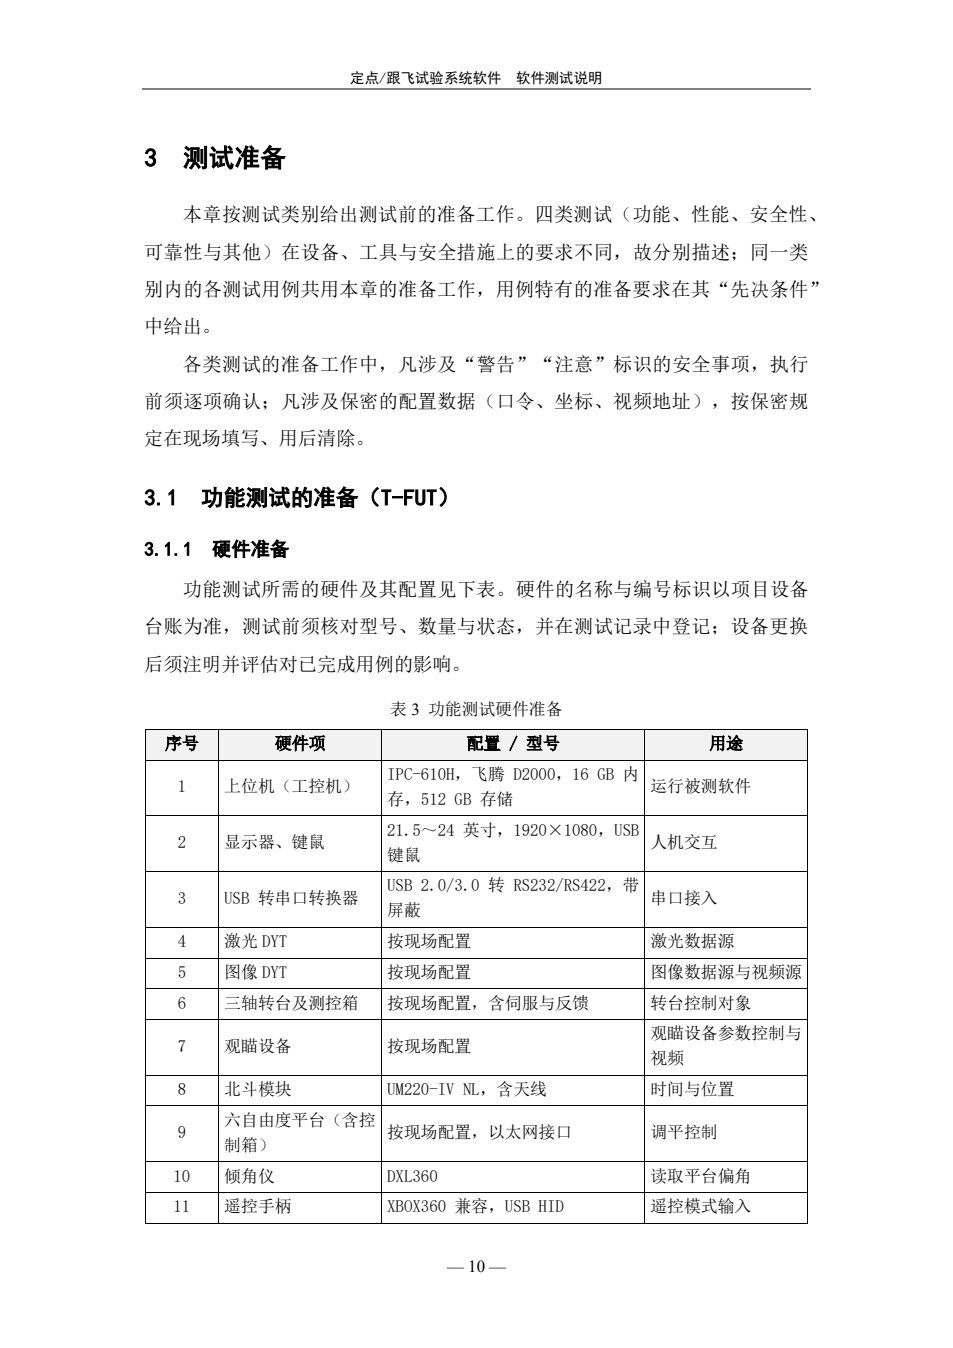 定点/跟飞试验系统软件　软件测试说明
3　测试准备
本章按测试类别给出测试前的准备工作。四类测试（功能、性能、安全性、
可靠性与其他）在设备、工具与安全措施上的要求不同，故分别描述；同一类
别内的各测试用例共用本章的准备工作，用例特有的准备要求在其“先决条件”
中给出。
各类测试的准备工作中，凡涉及“警告”“注意”标识的安全事项，执行
前须逐项确认；凡涉及保密的配置数据（口令、坐标、视频地址），按保密规
定在现场填写、用后清除。
3.1　功能测试的准备（T-FUT）
3.1.1　硬件准备
功能测试所需的硬件及其配置见下表。硬件的名称与编号标识以项目设备
台账为准，测试前须核对型号、数量与状态，并在测试记录中登记；设备更换
后须注明并评估对已完成用例的影响。
表 3 功能测试硬件准备
序号 硬件项 配置 / 型号 用途
1 上位机（工控机） IPC-610H，飞腾 D2000，16 GB 内 运行被测软件
存，512 GB 存储
2 显示器、键鼠 21.5～24 英寸，1920×1080，USB 人机交互
键鼠
3 USB 转串口转换器 USB 2.0/3.0 转 RS232/RS422，带 串口接入
屏蔽
4 激光 DYT 按现场配置 激光数据源
5 图像 DYT 按现场配置 图像数据源与视频源
6 三轴转台及测控箱 按现场配置，含伺服与反馈 转台控制对象
7 观瞄设备 按现场配置 观瞄设备参数控制与
视频
8 北斗模块 UM220-IV NL，含天线 时间与位置
9 六自由度平台（含控 按现场配置，以太网接口 调平控制
制箱）
10 倾角仪 DXL360 读取平台偏角
11 遥控手柄 XBOX360 兼容，USB HID 遥控模式输入
— 10 —